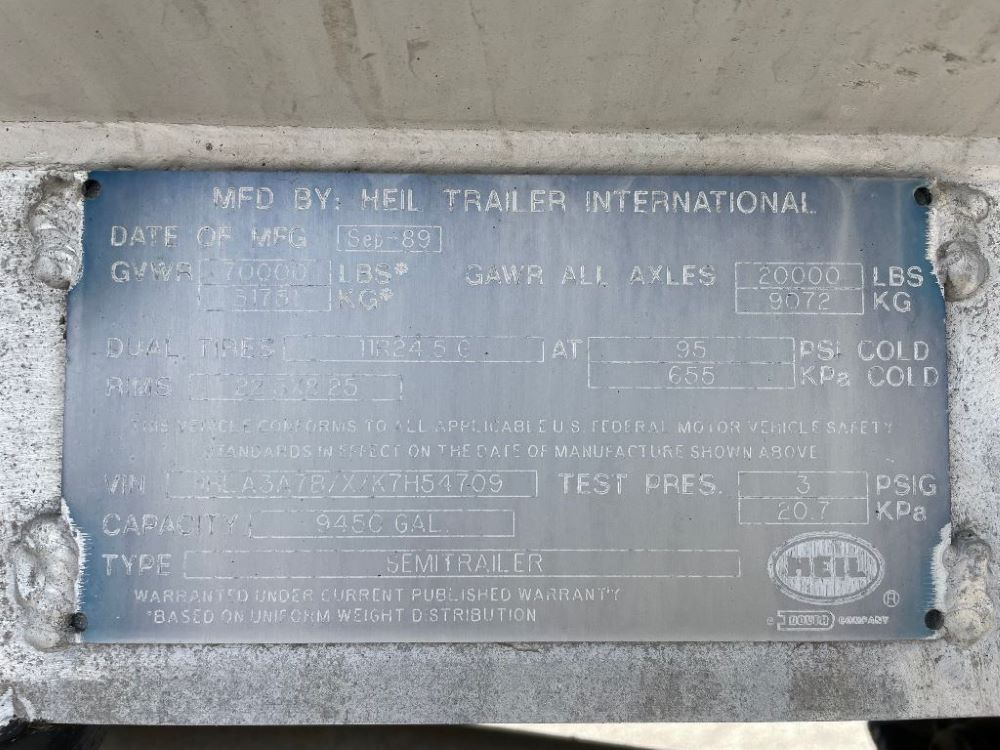 MFD BY: HEIL TRAILER INTERNATIONAL
DATE OF MFG Sep-89
GVWR 70000 LBS* GAWR ALL AXLES 20000 LBS
KG* 9072 KG
DUAL TIRES 11R24.5 G AT 95 PSI COLD
RIMS 655 KPa COLD
THIS VEHICLE CONFORMS TO ALL APPLICABLE U.S. FEDERAL MOTOR VEHICLE SAFETY
STANDARDS IN EFFECT ON THE DATE OF MANUFACTURE SHOWN ABOVE
VIN TEST PRES. 3 PSIG
20.7 KPa
CAPACITY 9450 GAL.
TYPE SEMITRAILER
HEIL ®
WARRANTED UNDER CURRENT PUBLISHED WARRANTY
*BASED ON UNIFORM WEIGHT DISTRIBUTION
DOVER COMPANY